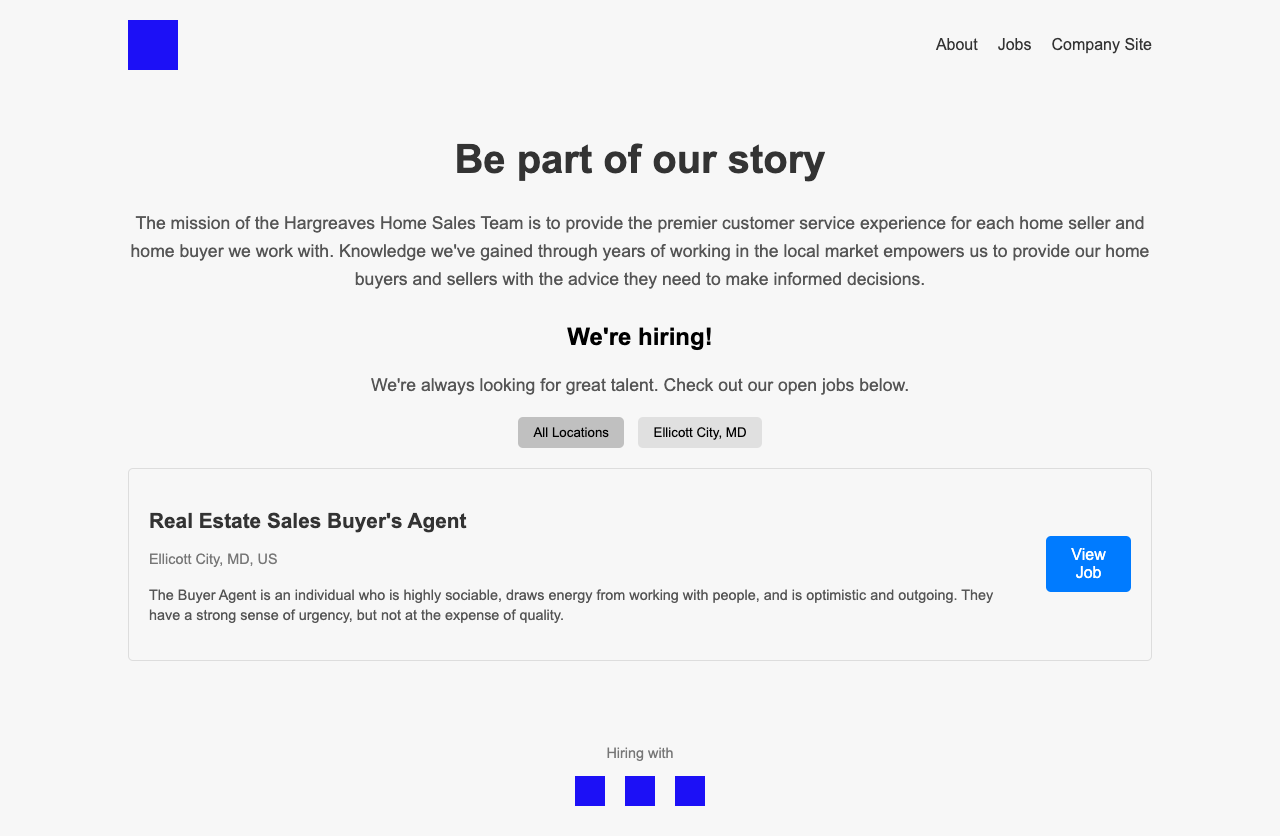 About Jobs Company Site
Be part of our story
The mission of the Hargreaves Home Sales Team is to provide the premier customer service experience for each home seller and
home buyer we work with. Knowledge we've gained through years of working in the local market empowers us to provide our home
buyers and sellers with the advice they need to make informed decisions.
We're hiring!
We're always looking for great talent. Check out our open jobs below.
All Locations Ellicott City, MD
Real Estate Sales Buyer's Agent
Ellicott City, MD, US
The Buyer Agent is an individual who is highly sociable, draws energy from working with people, and is optimistic and outgoing. They
have a strong sense of urgency, but not at the expense of quality.
View
Job
Hiring with